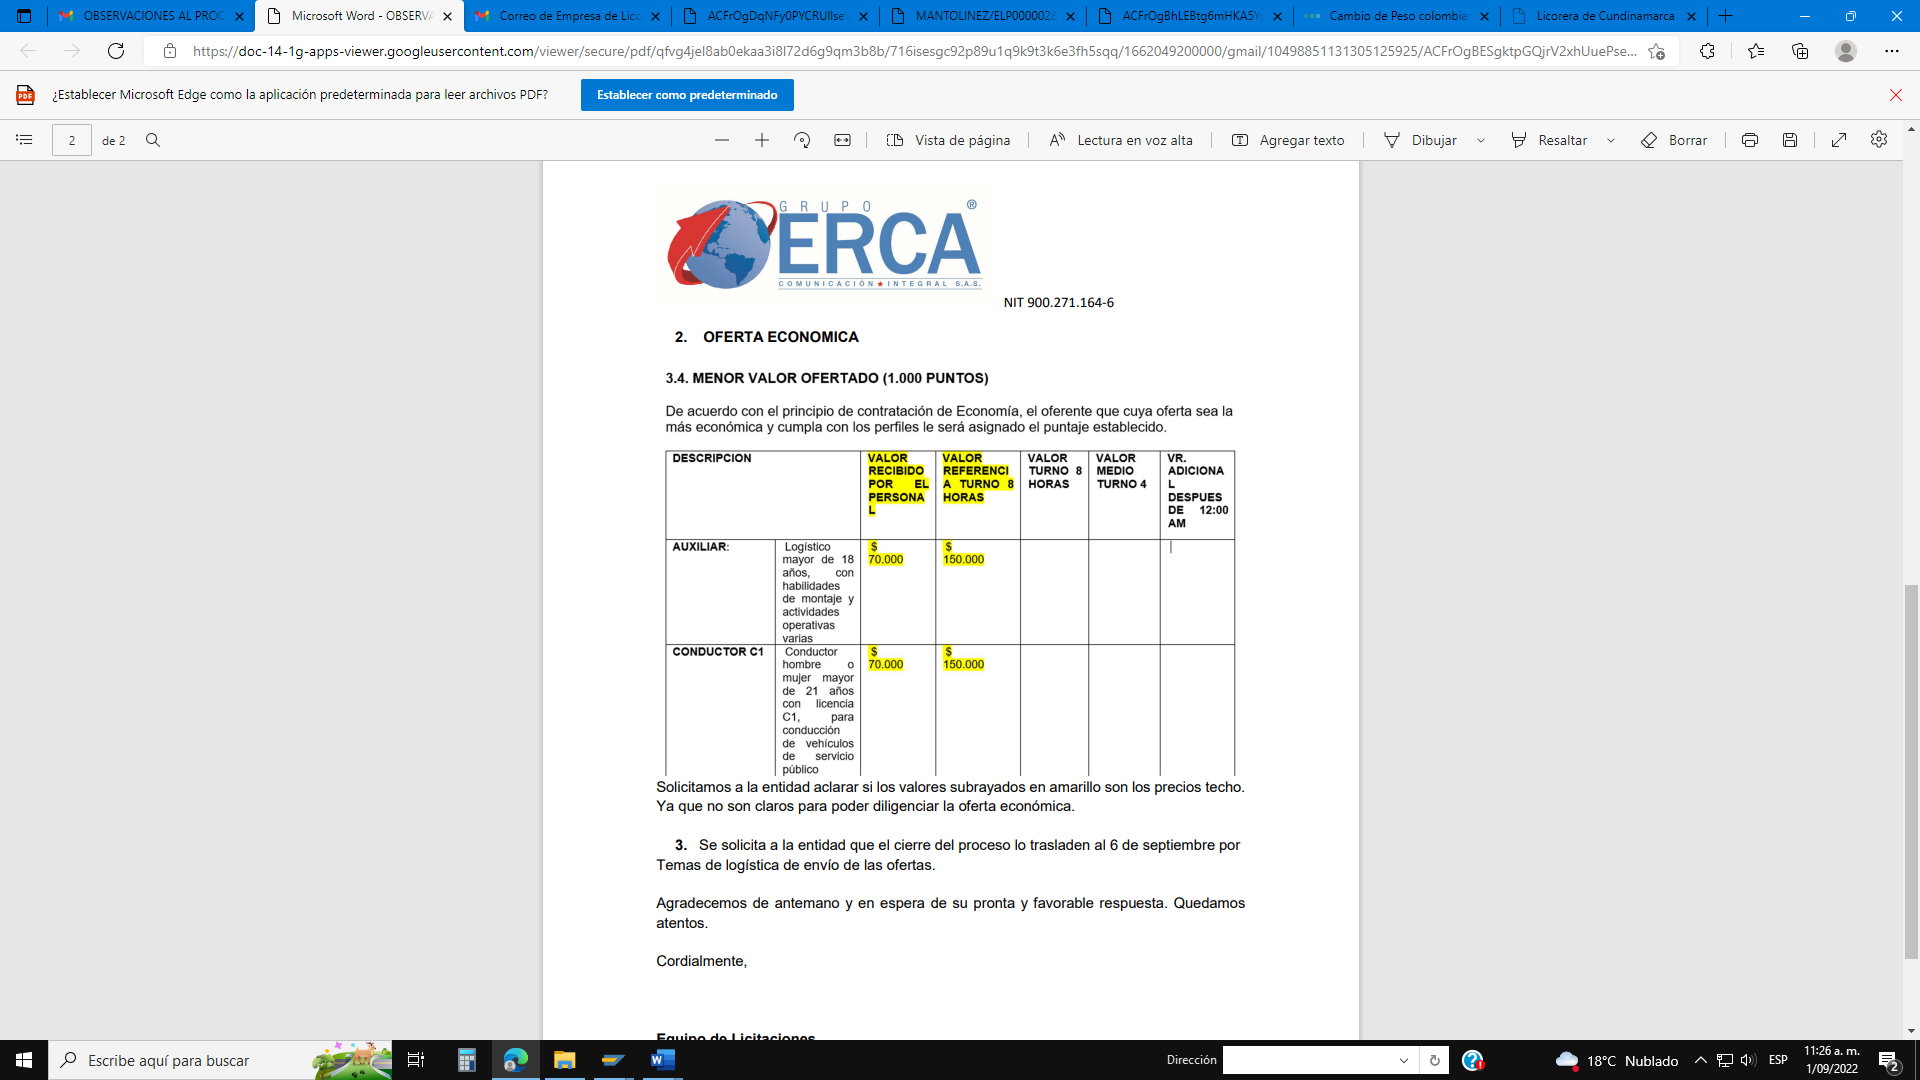 OBSERVACIONES AL PROC
Microsoft Word - OBSERVA
Correo de Empresa de Lico
ACFrOgDqNFy0PYCRUIlse
MANTOLINEZ/ELP0000028
ACFrOgBhLEBtg6mHKA5Y
Cambio de Peso colombia
Licorera de Cundinamarca
https://doc-14-1g-apps-viewer.googleusercontent.com/viewer/secure/pdf/qfvg4jel8ab0ekaa3i8l72d6g9qm3b8b/716isesgc92p89u1q9k9t3k6e3fh5sqq/1662049200000/gmail/10498851131305125925/ACFrOgBESgktpGQjrV2xhUuePse...
¿Establecer Microsoft Edge como la aplicación predeterminada para leer archivos PDF?
Establecer como predeterminado
2 de 2
Vista de página
Lectura en voz alta
Agregar texto
Dibujar
Resaltar
Borrar
GRUPO
ERCA®
COMUNICACIÓN★INTEGRAL S.A.S.
NIT 900.271.164-6
2. OFERTA ECONOMICA
3.4. MENOR VALOR OFERTADO (1.000 PUNTOS)
De acuerdo con el principio de contratación de Economía, el oferente que cuya oferta sea la
más económica y cumpla con los perfiles le será asignado el puntaje establecido.
DESCRIPCION
VALOR
RECIBIDO
POR EL
PERSONA
L
VALOR
REFERENCI
A TURNO 8
HORAS
VALOR
TURNO 8
HORAS
VALOR
MEDIO
TURNO 4
VR.
ADICIONA
L
DESPUES
DE 12:00
AM
AUXILIAR:
Logístico
mayor de 18
años, con
habilidades
de montaje y
actividades
operativas
varias
$
70.000
$
150.000
CONDUCTOR C1
Conductor
hombre o
mujer mayor
de 21 años
con licencia
C1, para
conducción
de vehículos
de servicio
público
$
70.000
$
150.000
Solicitamos a la entidad aclarar si los valores subrayados en amarillo son los precios techo.
Ya que no son claros para poder diligenciar la oferta económica.
3. Se solicita a la entidad que el cierre del proceso lo trasladen al 6 de septiembre por
Temas de logística de envío de las ofertas.
Agradecemos de antemano y en espera de su pronta y favorable respuesta. Quedamos
atentos.
Cordialmente,
Equipo de Licitaciones
Escribe aquí para buscar
Dirección
18°C Nublado
ESP
11:26 a. m.
1/09/2022
2